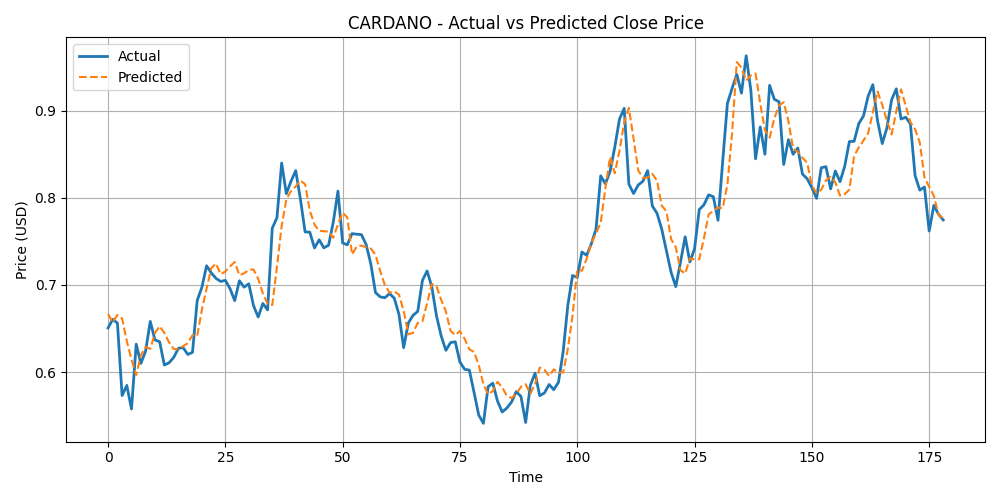 CARDANO - Actual vs Predicted Close Price
Actual
Predicted
Price (USD)
0.9
0.8
0.7
0.6
0 25 50 75 100 125 150 175
Time